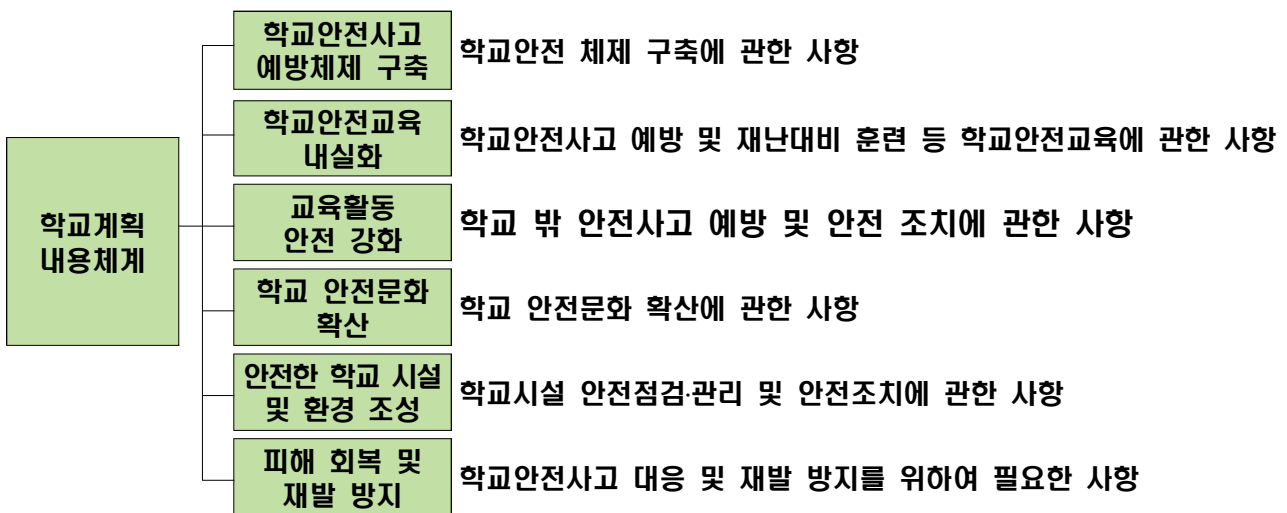 학교계획
내용체계
학교안전사고
예방체제 구축
학교안전 체제 구축에 관한 사항
학교안전교육
내실화
학교안전사고 예방 및 재난대비 훈련 등 학교안전교육에 관한 사항
교육활동
안전 강화
학교 밖 안전사고 예방 및 안전 조치에 관한 사항
학교 안전문화
확산
학교 안전문화 확산에 관한 사항
안전한 학교 시설
및 환경 조성
학교시설 안전점검·관리 및 안전조치에 관한 사항
피해 회복 및
재발 방지
학교안전사고 대응 및 재발 방지를 위하여 필요한 사항